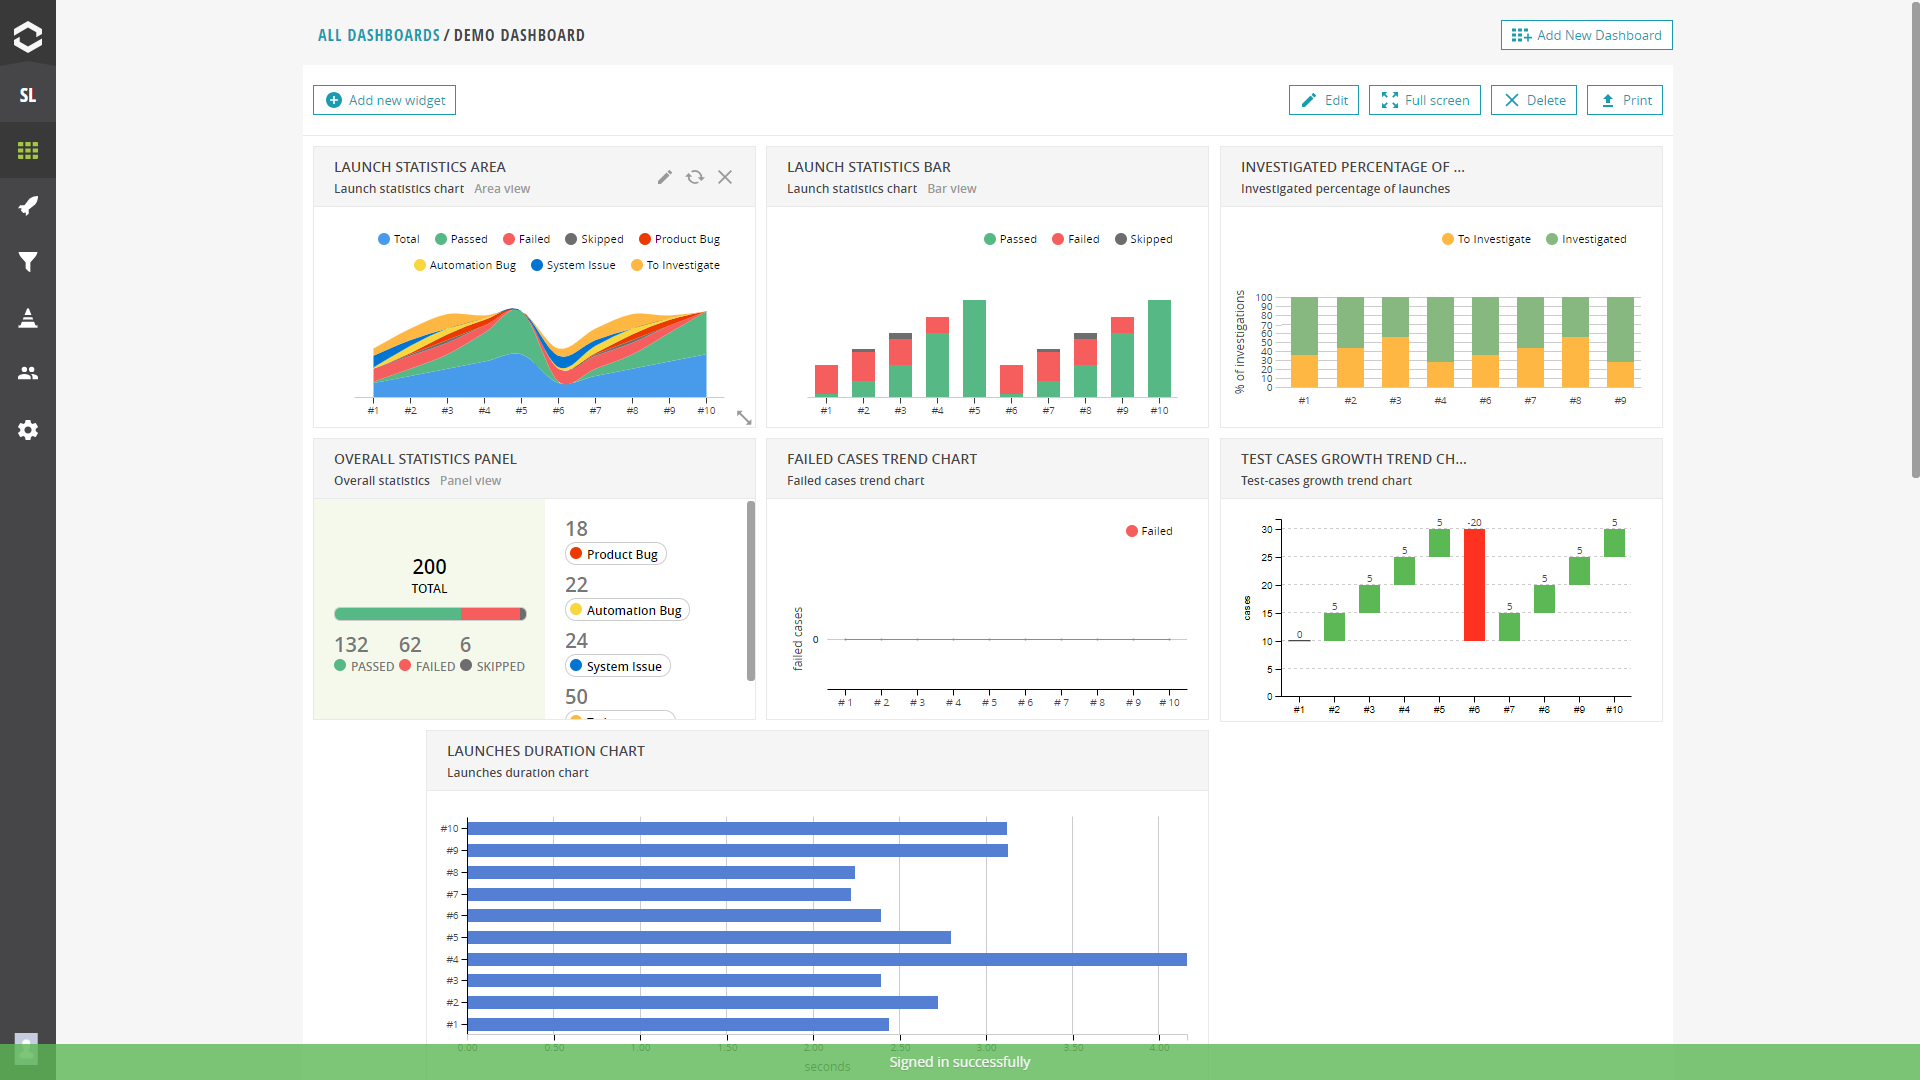 ALL DASHBOARDS / DEMO DASHBOARD
Add New Dashboard
SL
Add new widget
Edit
Full screen
Delete
Print
LAUNCH STATISTICS AREA
Launch statistics chart Area view
Total Passed Failed Skipped Product Bug
Automation Bug System Issue To Investigate
#1 #2 #3 #4 #5 #6 #7 #8 #9 #10
LAUNCH STATISTICS BAR
Launch statistics chart Bar view
Passed Failed Skipped
#1 #2 #3 #4 #5 #6 #7 #8 #9 #10
INVESTIGATED PERCENTAGE OF ...
Investigated percentage of launches
To Investigate Investigated
% of investigations
100
90
80
70
60
50
40
30
20
10
0
#1 #2 #3 #4 #6 #7 #8 #9
OVERALL STATISTICS PANEL
Overall statistics Panel view
200
TOTAL
132 62 6
PASSED FAILED SKIPPED
18
Product Bug
22
Automation Bug
24
System Issue
50
FAILED CASES TREND CHART
Failed cases trend chart
Failed
failed cases
0
# 1 # 2 # 3 # 4 # 5 # 6 # 7 # 8 # 9 # 10
TEST CASES GROWTH TREND CH...
Test-cases growth trend chart
cases
30
25
20
15
10
5
0
0 5 5 5 5 -20 5 5 5 5
#1 #2 #3 #4 #5 #6 #7 #8 #9 #10
LAUNCHES DURATION CHART
Launches duration chart
#10
#9
#8
#7
#6
#5
#4
#3
#2
#1
0.00 0.50 1.00 1.50 2.00 2.50 3.00 3.50 4.00
seconds
Signed in successfully